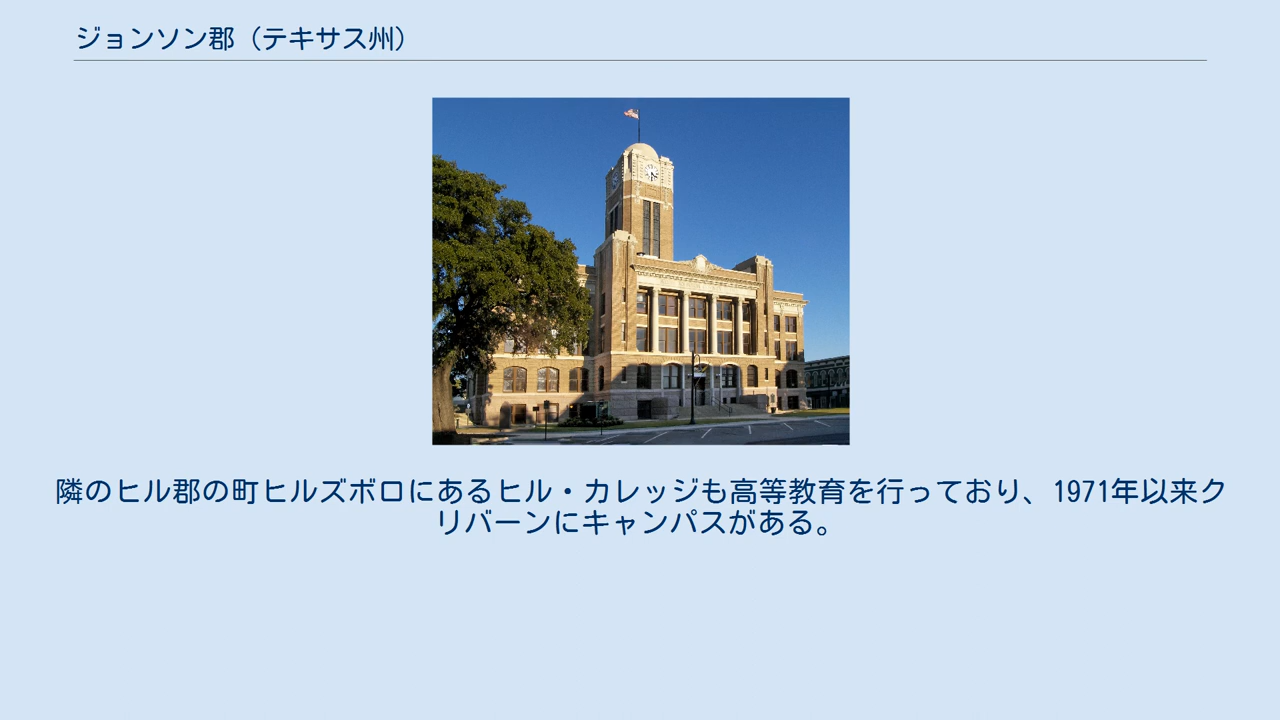 ジョンソン郡（テキサス州）
隣のヒル郡の町ヒルズボロにあるヒル・カレッジも高等教育を行っており、1971年以来ク
リバーンにキャンパスがある。